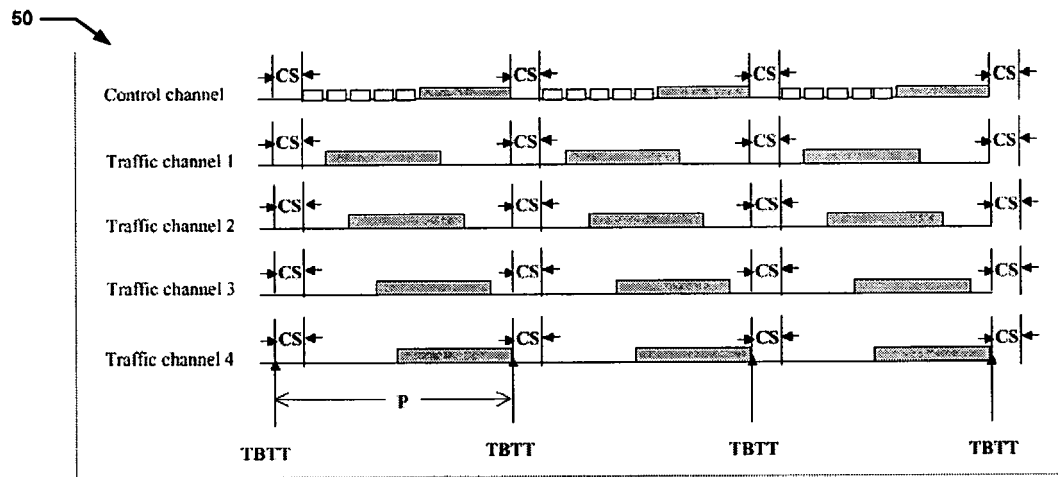 50
CS CS CS CS
Control channel
CS CS CS CS
Traffic channel 1
CS CS CS CS
Traffic channel 2
CS CS CS CS
Traffic channel 3
CS CS CS CS
Traffic channel 4
P
TBTT TBTT TBTT TBTT